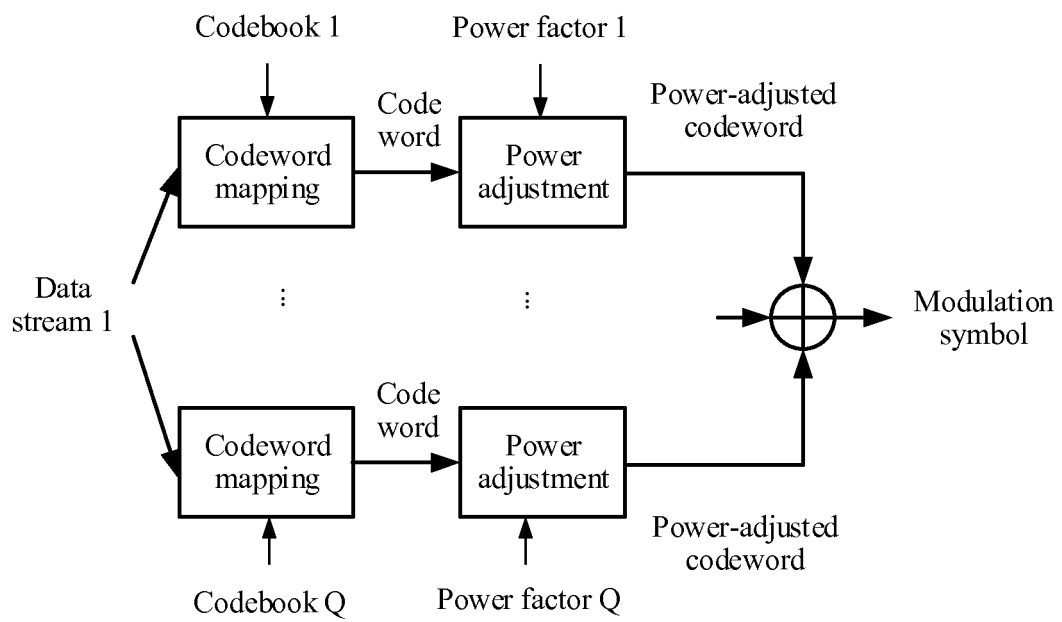 Codebook 1
Power factor 1
Code
word
Power-adjusted
codeword
Codeword
mapping
Power
adjustment
Data
stream 1
...
...
Modulation
symbol
Code
word
Codeword
mapping
Power
adjustment
Power-adjusted
codeword
Codebook Q
Power factor Q